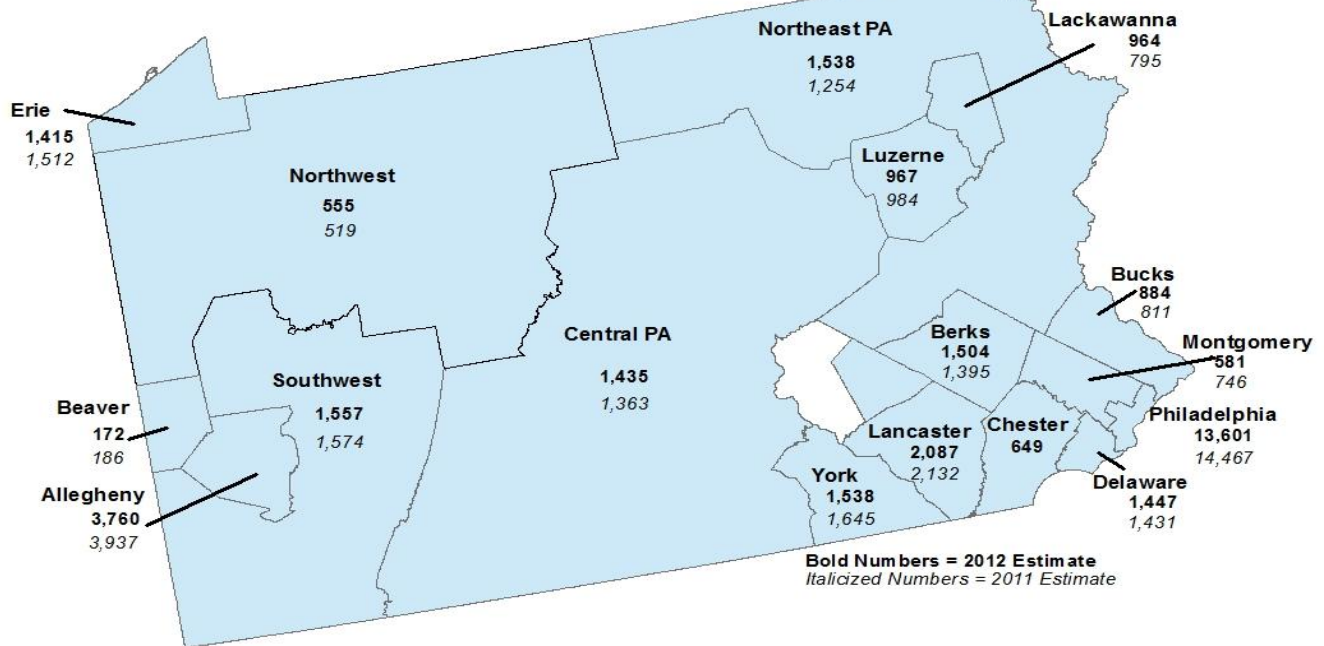 Northeast PA
1,538
1,254
Lackawanna
964
795
Erie
1,415
1,512
Northwest
555
519
Luzerne
967
984
Bucks
884
811
Central PA
1,435
1,363
Berks
1,504
1,395
Montgomery
581
746
Southwest
1,557
1,574
Beaver
172
186
Allegheny
3,760
3,937
Philadelphia
13,601
14,467
Lancaster
2,087
2,132
Chester
649
Delaware
1,447
1,431
York
1,538
1,645
Bold Numbers = 2012 Estimate
Italicized Numbers = 2011 Estimate